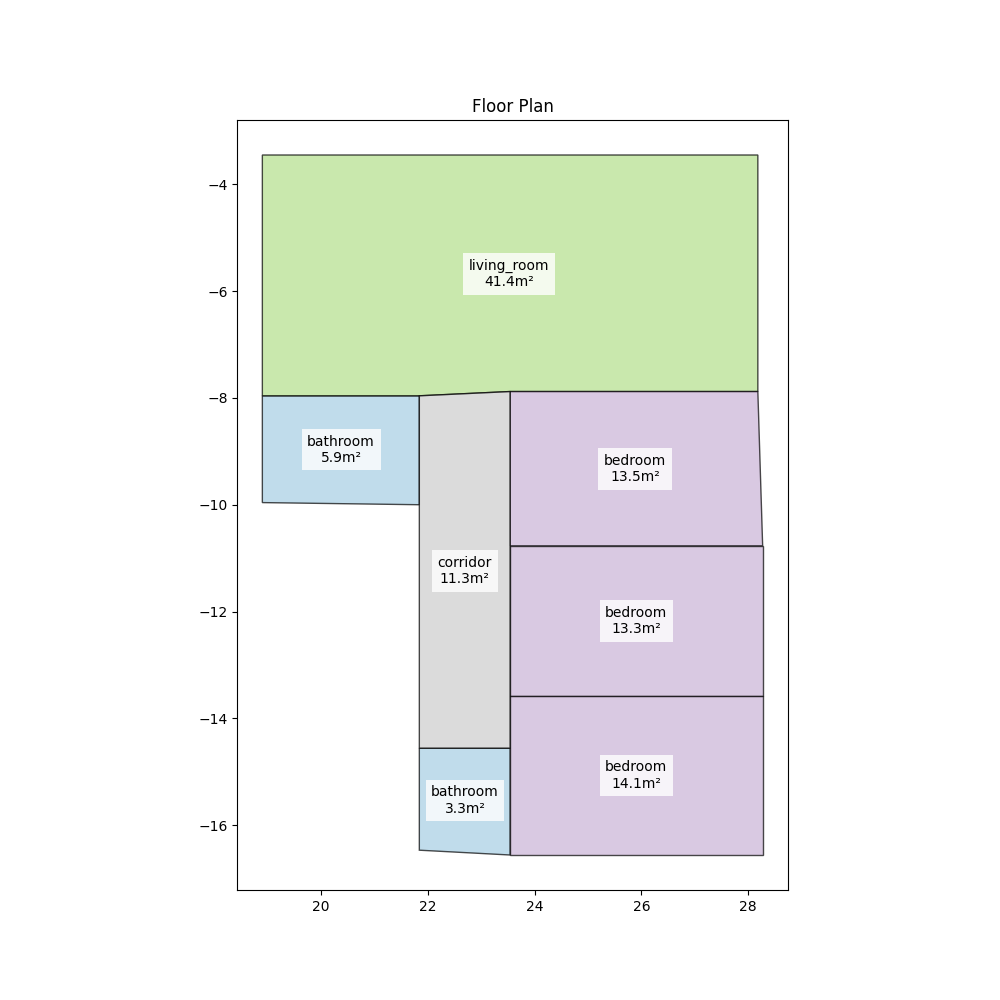 Floor Plan
−4
−6
−8
−10
−12
−14
−16
living_room
41.4m²
bathroom
5.9m²
bedroom
13.5m²
corridor
11.3m²
bedroom
13.3m²
bedroom
14.1m²
bathroom
3.3m²
20
22
24
26
28